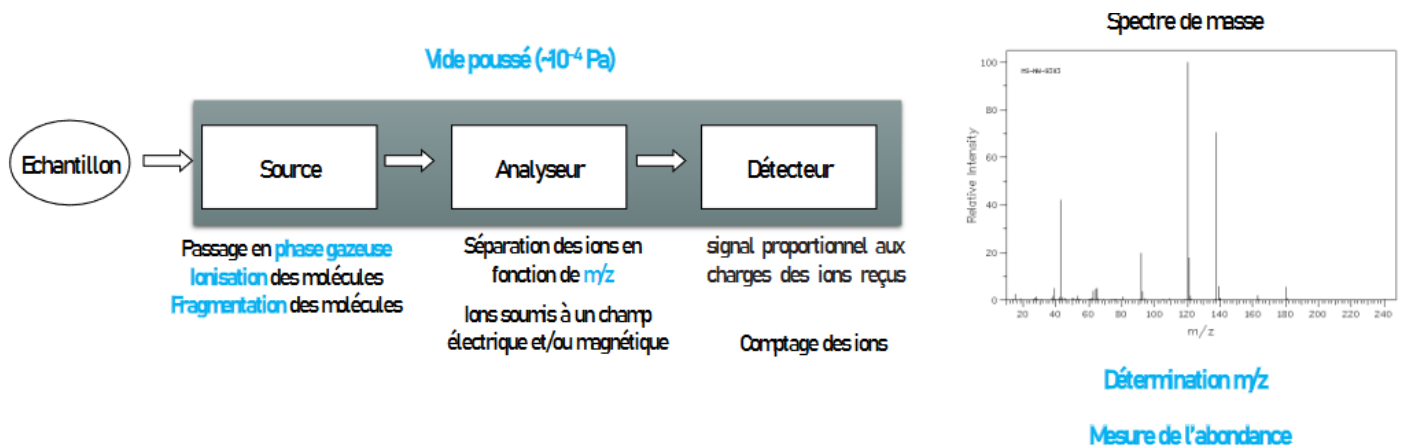 Spectre de masse
Vide poussé (~10⁻⁴ Pa)
Echantillon
Source
Analyseur
Détecteur
Passage en phase gazeuse
Ionisation des molécules
Fragmentation des molécules
Séparation des ions en
fonction de m/z
Ions soumis à un champ
électrique et/ou magnétique
signal proportionnel aux
charges des ions reçus
Comptage des ions
Relative Intensity
100
80
60
40
20
0
20 40 60 80 100 120 140 160 180 200 220 240
m/z
Détermination m/z
Mesure de l'abondance